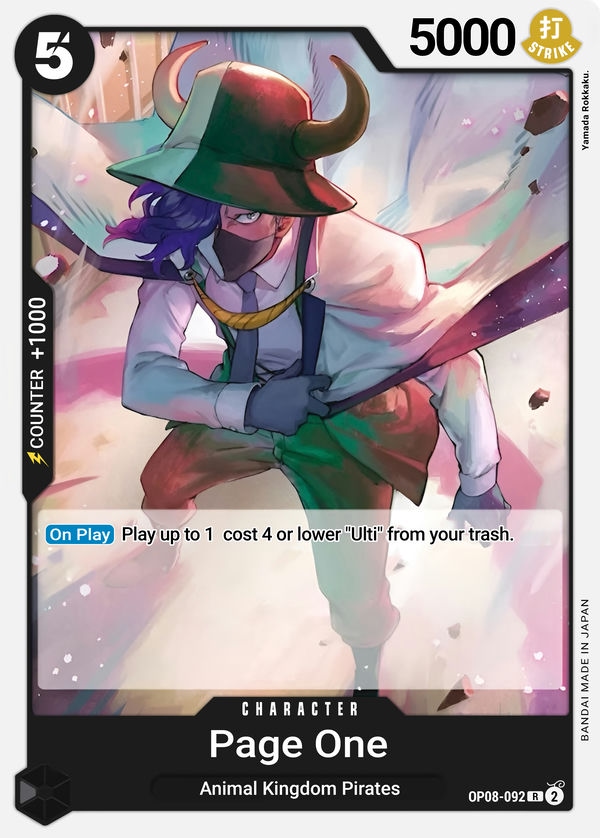 5
5000
打
STRIKE
Yamada Rokkaku.
COUNTER +1000
On Play Play up to 1 cost 4 or lower "Ulti" from your trash.
BANDAI MADE IN JAPAN
CHARACTER
Page One
Animal Kingdom Pirates
OP08-092 R 2